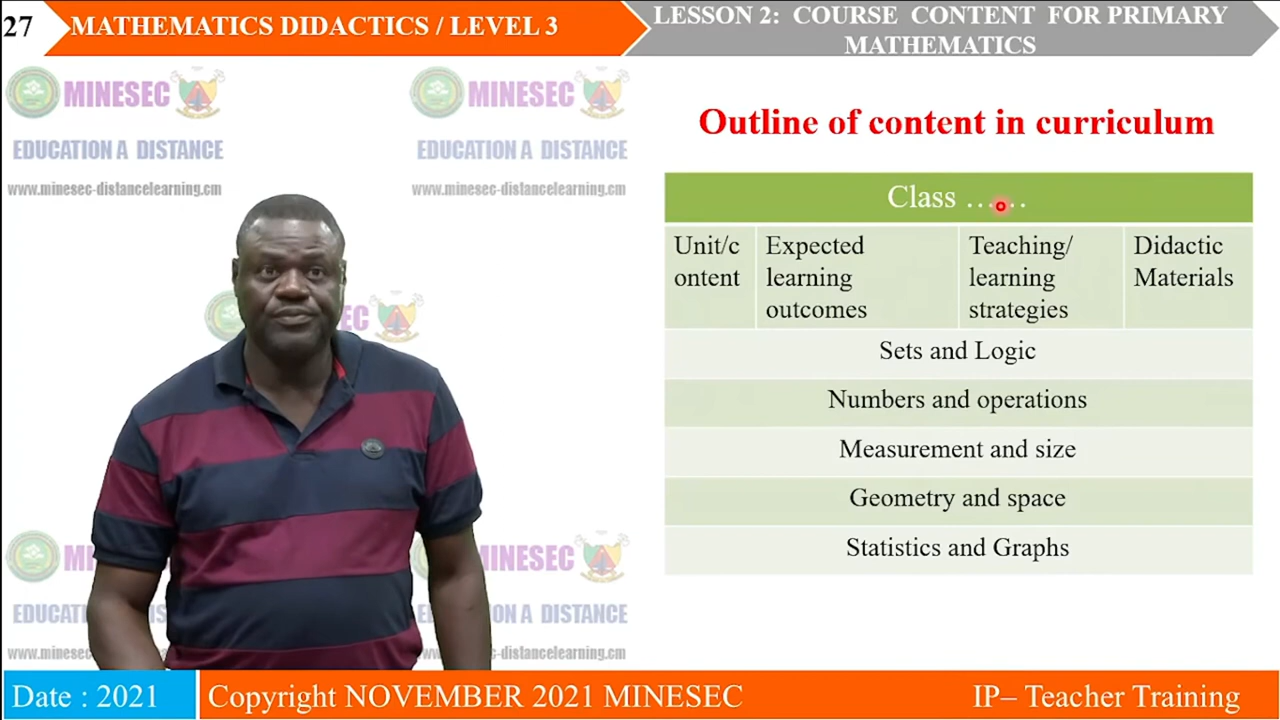 27
MATHEMATICS DIDACTICS / LEVEL 3
LESSON 2: COURSE CONTENT FOR PRIMARY
MATHEMATICS
MINESEC
EDUCATION A DISTANCE
www.minesec-distancelearning.cm
MINESEC
EDUCATION A DISTANCE
www.minesec-distancelearning.cm
Outline of content in curriculum
Class ......
Unit/c
ontent
Expected
learning
outcomes
Teaching/
learning
strategies
Didactic
Materials
Sets and Logic
Numbers and operations
Measurement and size
Geometry and space
Statistics and Graphs
MINESEC
Date : 2021
Copyright NOVEMBER 2021 MINESEC
IP– Teacher Training